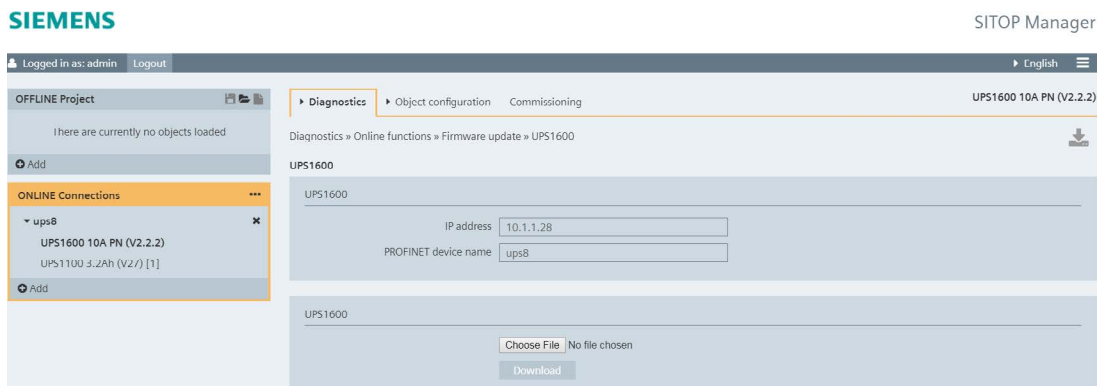 SIEMENS
SITOP Manager
Logged in as: admin Logout
English
OFFLINE Project
There are currently no objects loaded
Add
ONLINE Connections
ups8
UPS1600 10A PN (V2.2.2)
UPS1100 3.2Ah (V27) [1]
Add
Diagnostics Object configuration Commissioning
UPS1600 10A PN (V2.2.2)
Diagnostics » Online functions » Firmware update » UPS1600
UPS1600
UPS1600
IP address 10.1.1.28
PROFINET device name ups8
UPS1600
Choose File No file chosen
Download